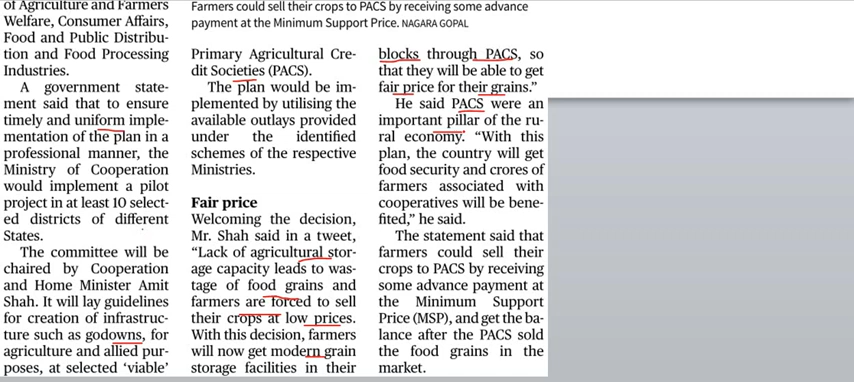 of Agriculture and Farmers
Welfare, Consumer Affairs,
Food and Public Distribu-
tion and Food Processing
Industries.
A government state-
ment said that to ensure
timely and uniform imple-
mentation of the plan in a
professional manner, the
Ministry of Cooperation
would implement a pilot
project in at least 10 select-
ed districts of different
States.
The committee will be
chaired by Cooperation
and Home Minister Amit
Shah. It will lay guidelines
for creation of infrastruc-
ture such as godowns, for
agriculture and allied pur-
poses, at selected ‘viable’
Farmers could sell their crops to PACS by receiving some advance
payment at the Minimum Support Price. NAGARA GOPAL
Primary Agricultural Cre-
dit Societies (PACS).
The plan would be im-
plemented by utilising the
available outlays provided
under the identified
schemes of the respective
Ministries.
Fair price
Welcoming the decision,
Mr. Shah said in a tweet,
“Lack of agricultural stor-
age capacity leads to was-
tage of food grains and
farmers are forced to sell
their crops at low prices.
With this decision, farmers
will now get modern grain
storage facilities in their
blocks through PACS, so
that they will be able to get
fair price for their grains.”
He said PACS were an
important pillar of the ru-
ral economy. “With this
plan, the country will get
food security and crores of
farmers associated with
cooperatives will be bene-
fited,” he said.
The statement said that
farmers could sell their
crops to PACS by receiving
some advance payment at
the Minimum Support
Price (MSP), and get the ba-
lance after the PACS sold
the food grains in the
market.